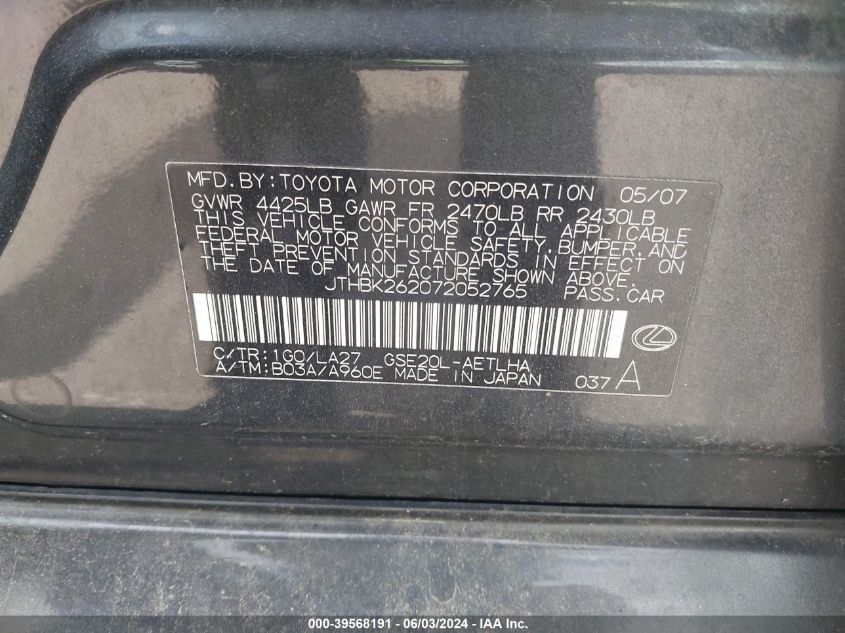 MFD.BY:TOYOTA MOTOR CORPORATION 05/07
GVWR 4425LB GAWR FR 2470LB RR 2430LB
THIS VEHICLE CONFORMS TO ALL APPLICABLE
FEDERAL MOTOR VEHICLE SAFETY,BUMPER,AND
THEFT PREVENTION STANDARDS IN EFFECT ON
THE DATE OF MANUFACTURE SHOWN ABOVE.
JTHBK262072052765 PASS.CAR
C/TR:1G0/LA27 GSE20L-AETLHA
A/TM:B03A/A960E MADE IN JAPAN 037 A
000-39568191 - 06/03/2024 - IAA, Inc.